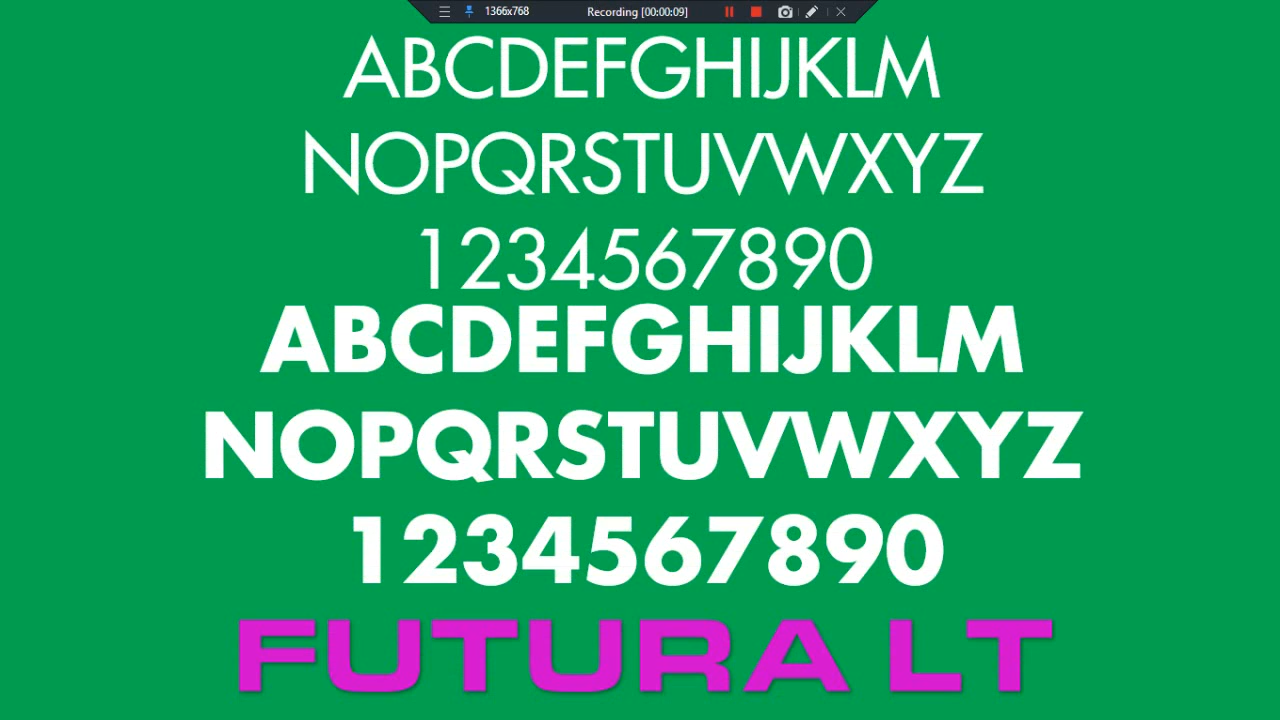 1366x768 Recording [00:00:09]
ABCDEFGHIJKLM
NOPQRSTUVWXYZ
1234567890
ABCDEFGHIJKLM
NOPQRSTUVWXYZ
1234567890
FUTURA LT